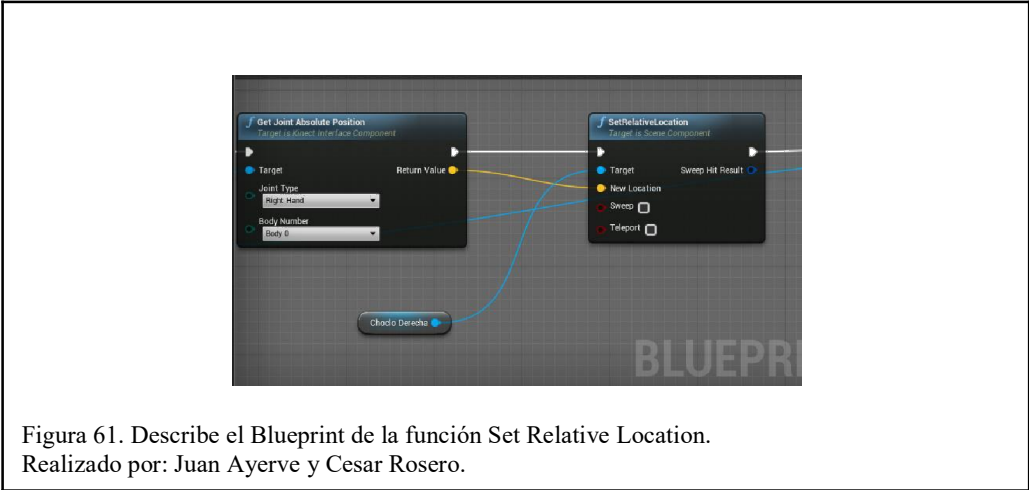 Get Joint Absolute Position
Target is Kinect Interface Component
Target
Return Value
Joint Type
Right Hand
Body Number
Body 0
SetRelativeLocation
Target is Scene Component
Target
Sweep Hit Result
New Location
Sweep
Teleport
Choclo Derecha
BLUEPRI
Figura 61. Describe el Blueprint de la función Set Relative Location.
Realizado por: Juan Ayerve y Cesar Rosero.